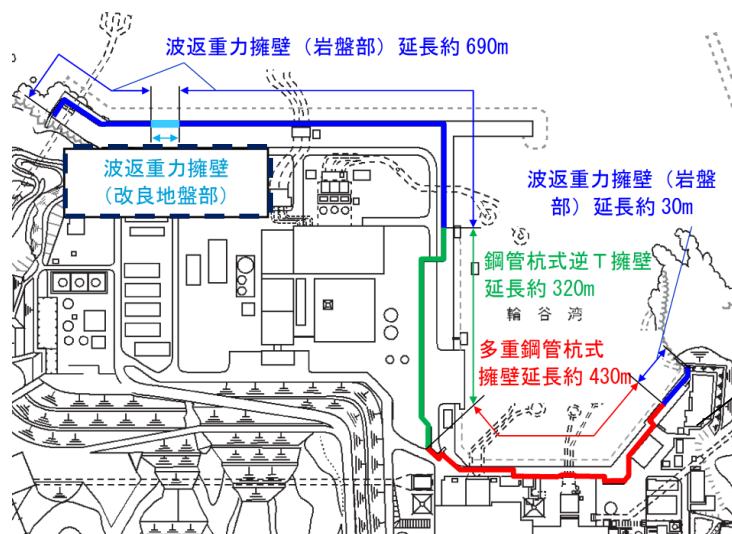 波返重力擁壁（岩盤部）延長約 690m
波返重力擁壁
（改良地盤部）
波返重力擁壁（岩盤
部）延長約 30m
鋼管杭式逆Ｔ擁壁
延長約 320m
輪谷湾
多重鋼管杭式
擁壁延長約 430m